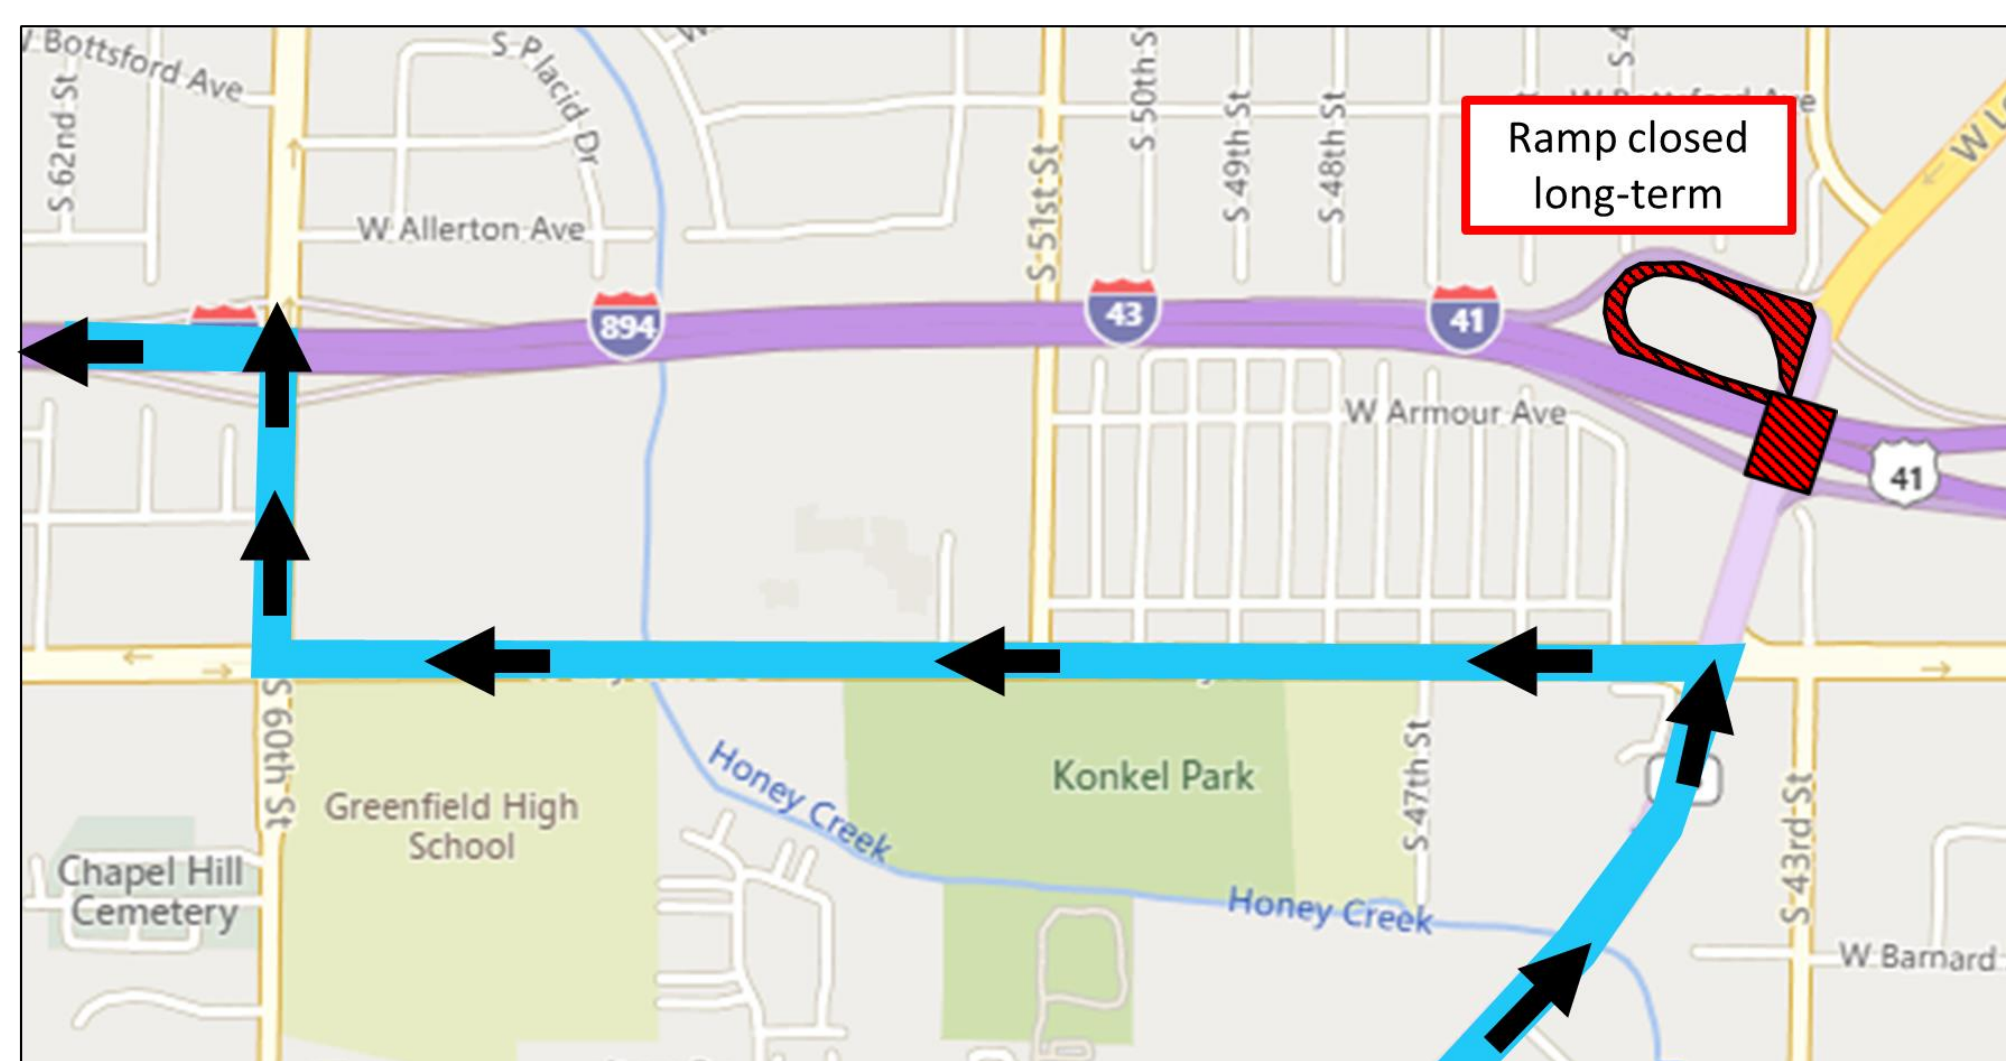 W Bottsford Ave
S 62nd St
S Placid Dr
W Allerton Ave
S 51st St
S 50th S
S 49th St
S 48th St
S 4
Ramp closed
long-term
W L
894
43
41
W Armour Ave
41
S 60th St
Greenfield High
School
Chapel Hill
Cemetery
Honey Creek
Konkel Park
S 47th St
Honey Creek
S 43rd St
W Barnard